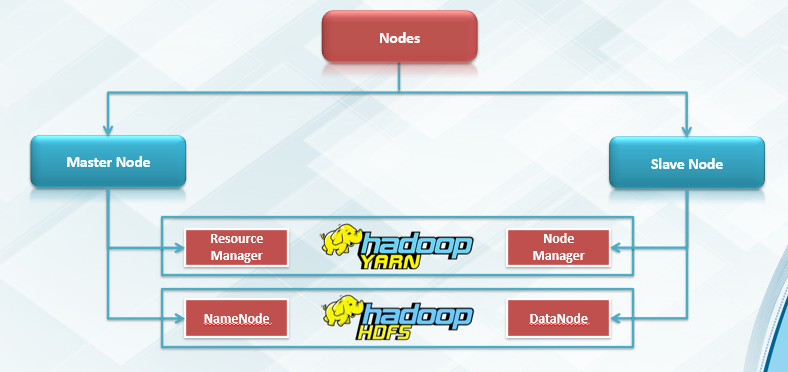 Nodes
Master Node
Slave Node
Resource
Manager
hadoop
YARN
Node
Manager
NameNode
hadoop
HDFS
DataNode